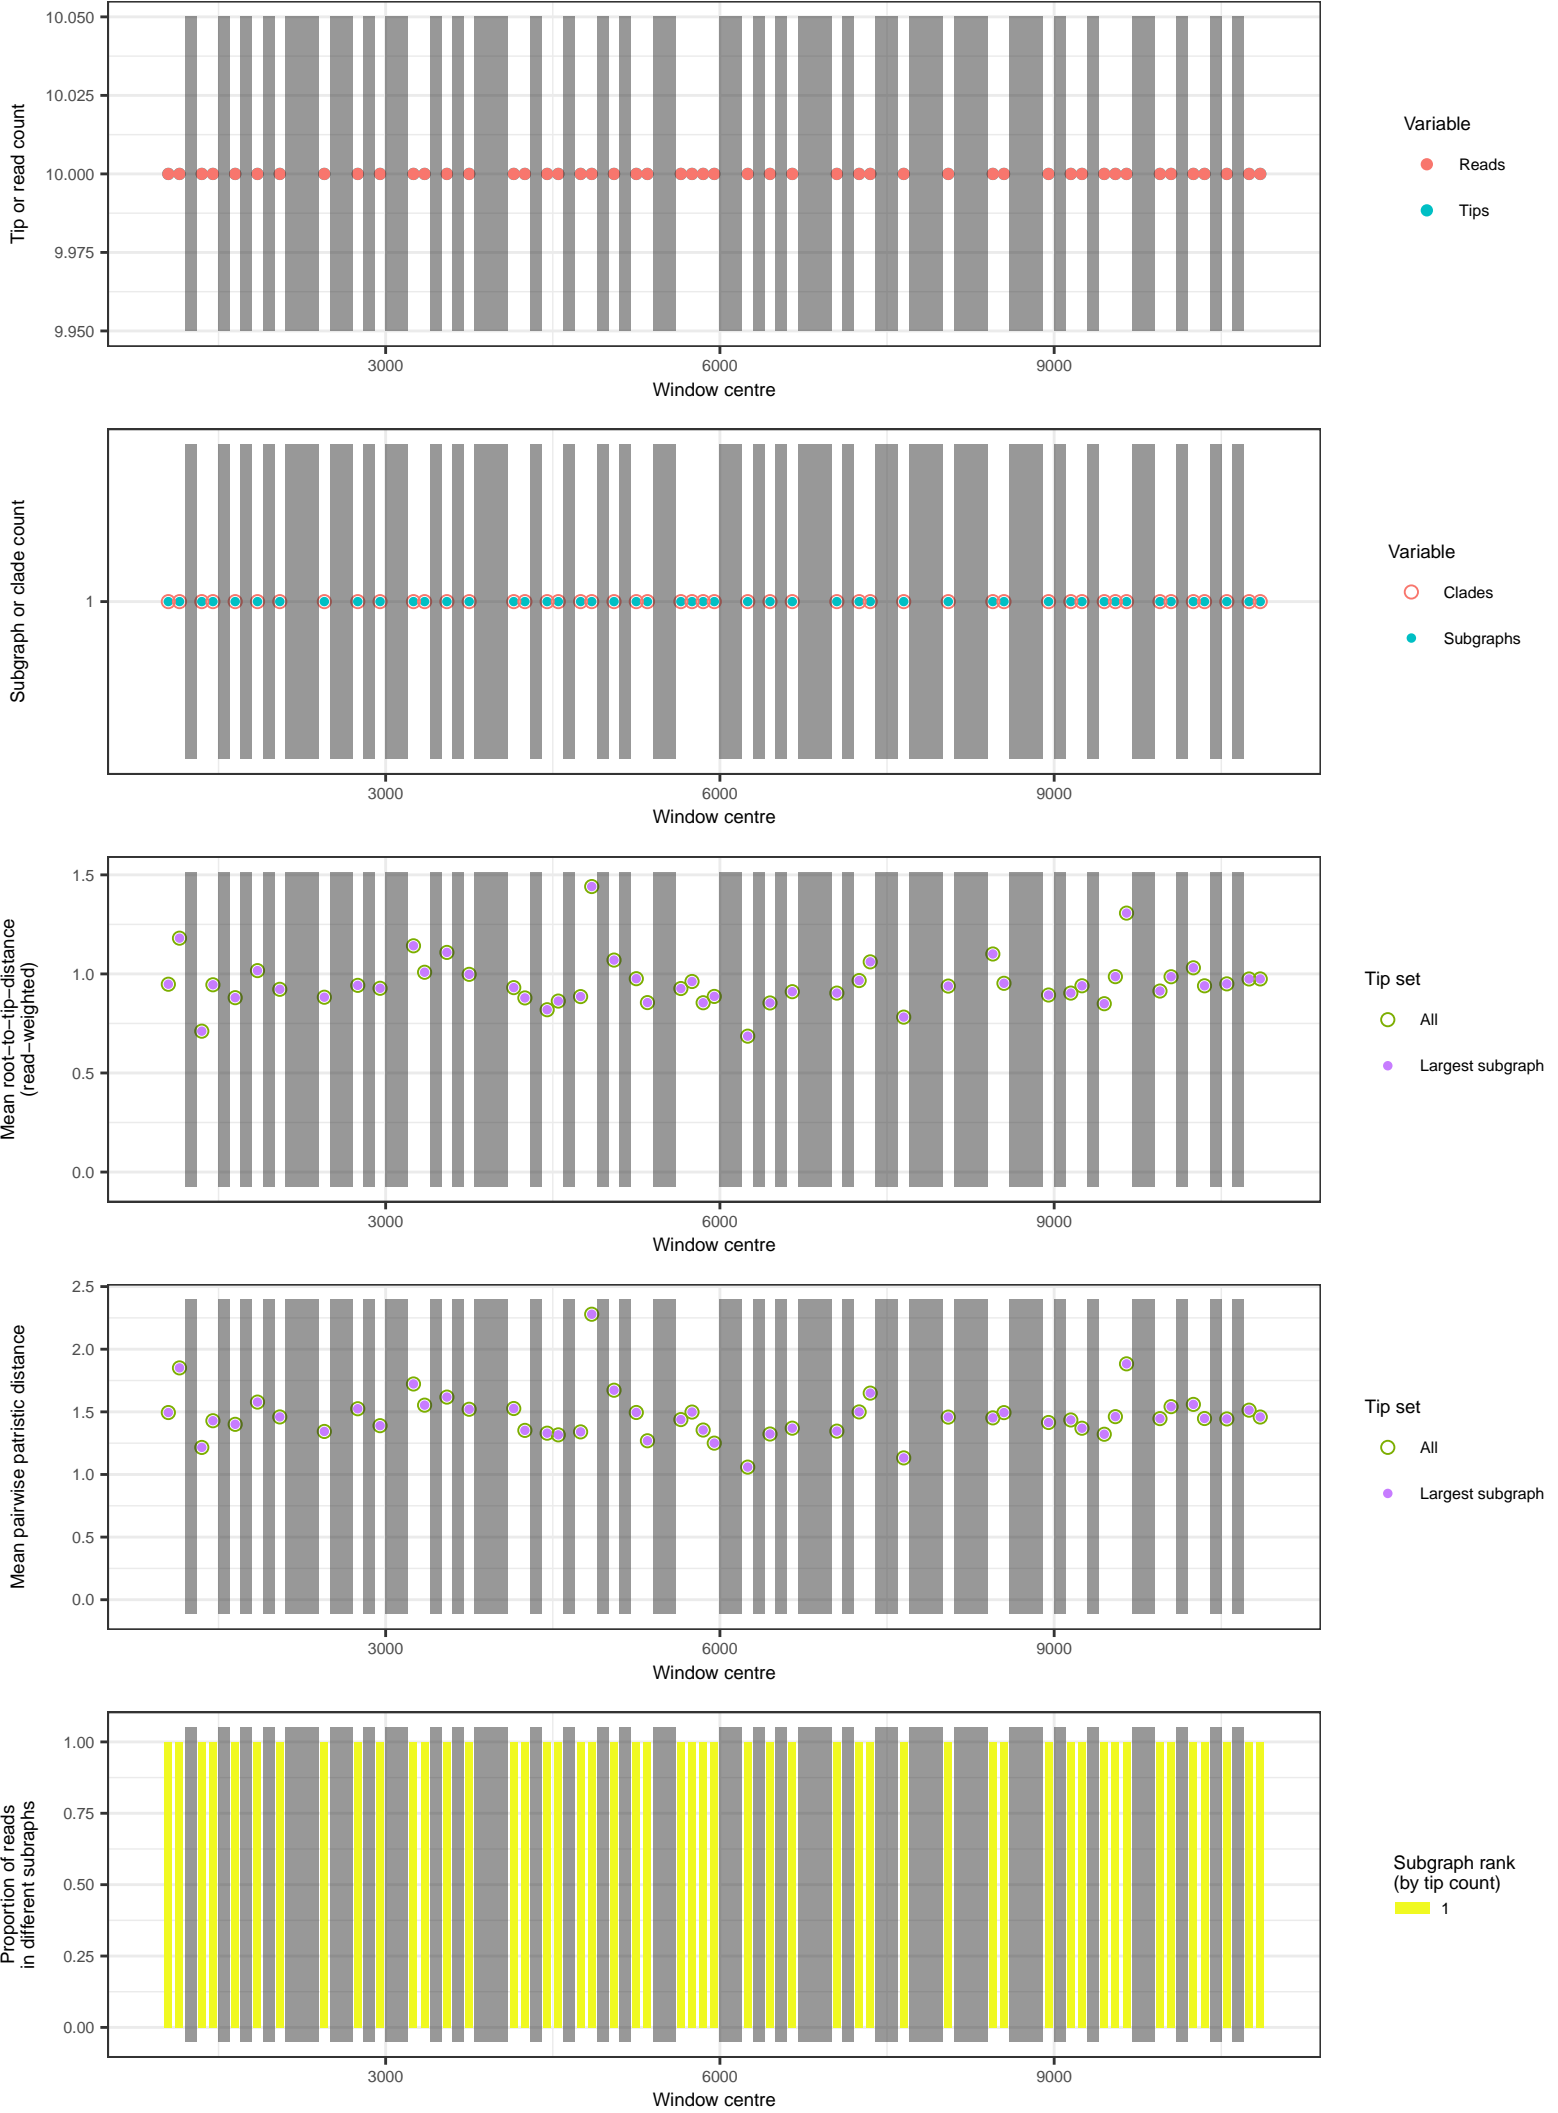 10.050
10.025
10.000
9.975
9.950
Tip or read count
3000
6000
9000
Window centre
Variable
Reads
Tips
1
Subgraph or clade count
3000
6000
9000
Window centre
Variable
Clades
Subgraphs
1.5
1.0
0.5
0.0
Mean root−to−tip−distance
(read−weighted)
3000
6000
9000
Window centre
Tip set
All
Largest subgraph
2.5
2.0
1.5
1.0
0.5
0.0
Mean pairwise patristic distance
3000
6000
9000
Window centre
Tip set
All
Largest subgraph
1.00
0.75
0.50
0.25
0.00
Proportion of reads
in different subraphs
3000
6000
9000
Window centre
Subgraph rank
(by tip count)
1